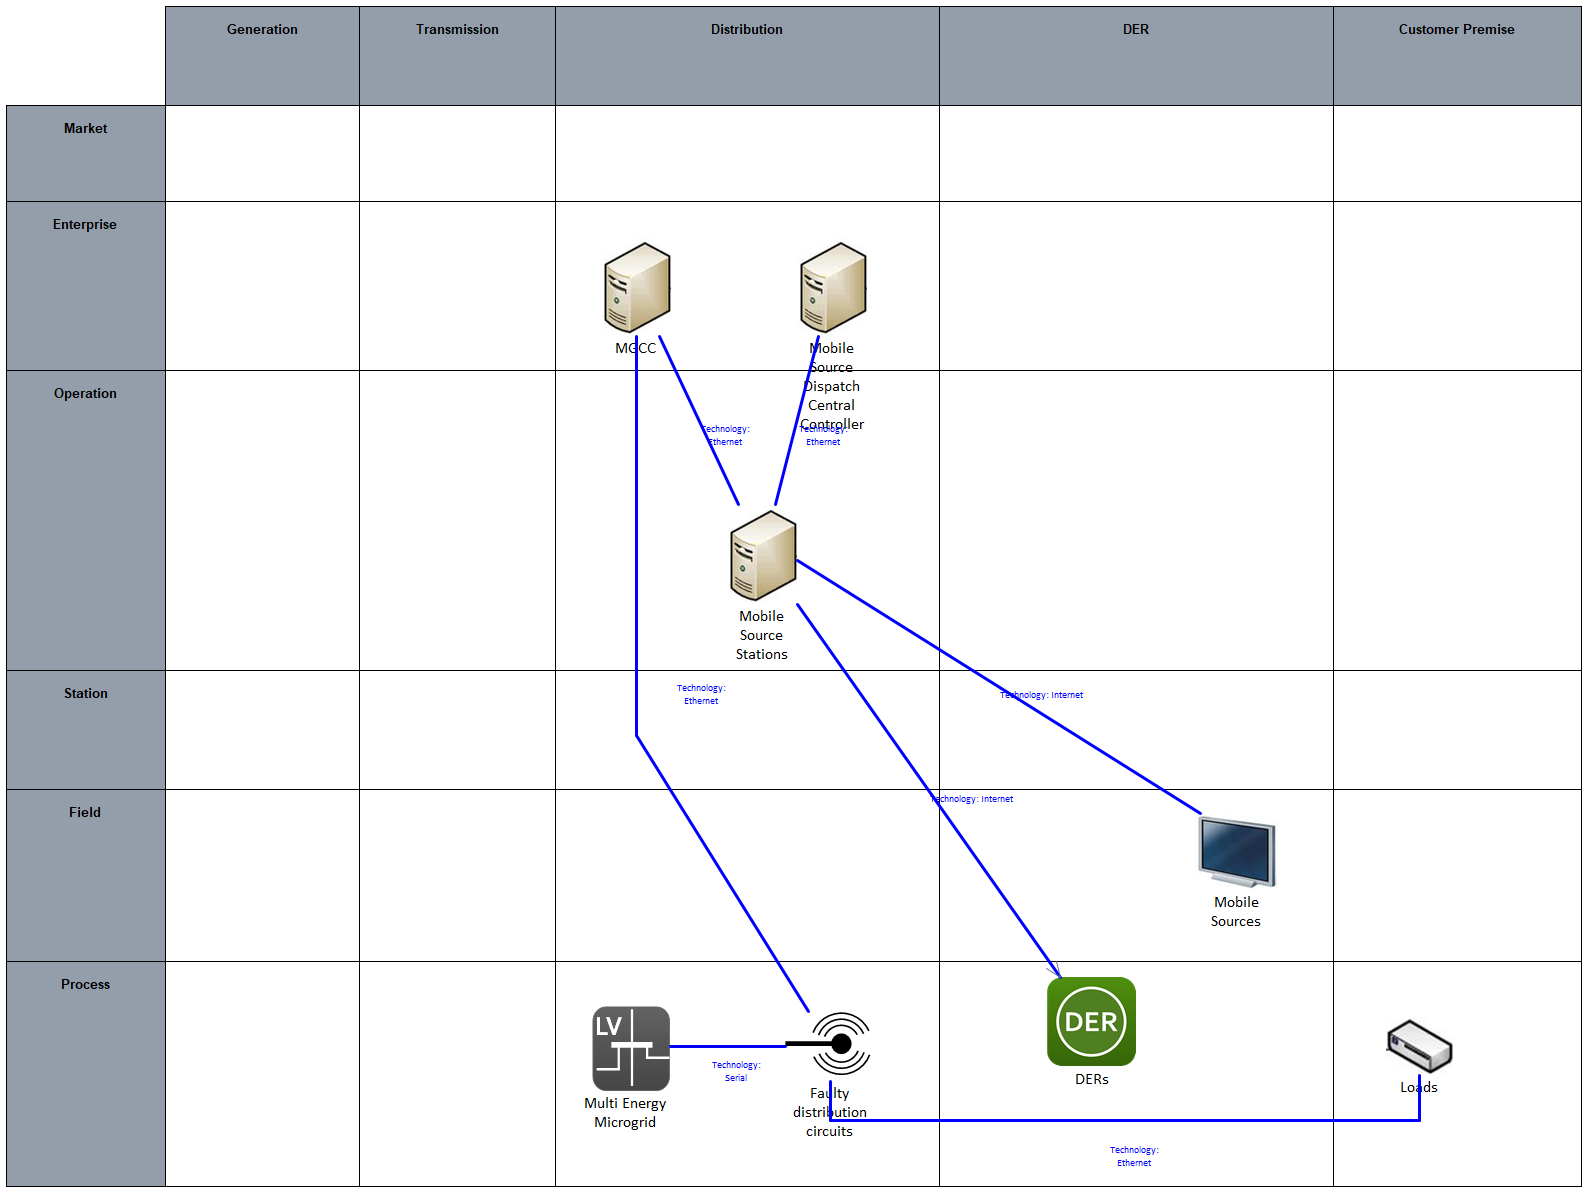 Generation
Transmission
Distribution
DER
Customer Premise
Market
Enterprise
MGCC
Mobile
Source
Dispatch
Central
Controller
Operation
Technology:
Ethernet
Technology:
Ethernet
Mobile
Source
Stations
Station
Technology:
Ethernet
Technology: Internet
Field
Technology: Internet
Mobile
Sources
Process
LV
Multi Energy
Microgrid
Technology:
Serial
Faulty
distribution
circuits
DER
DERs
Loads
Technology:
Ethernet